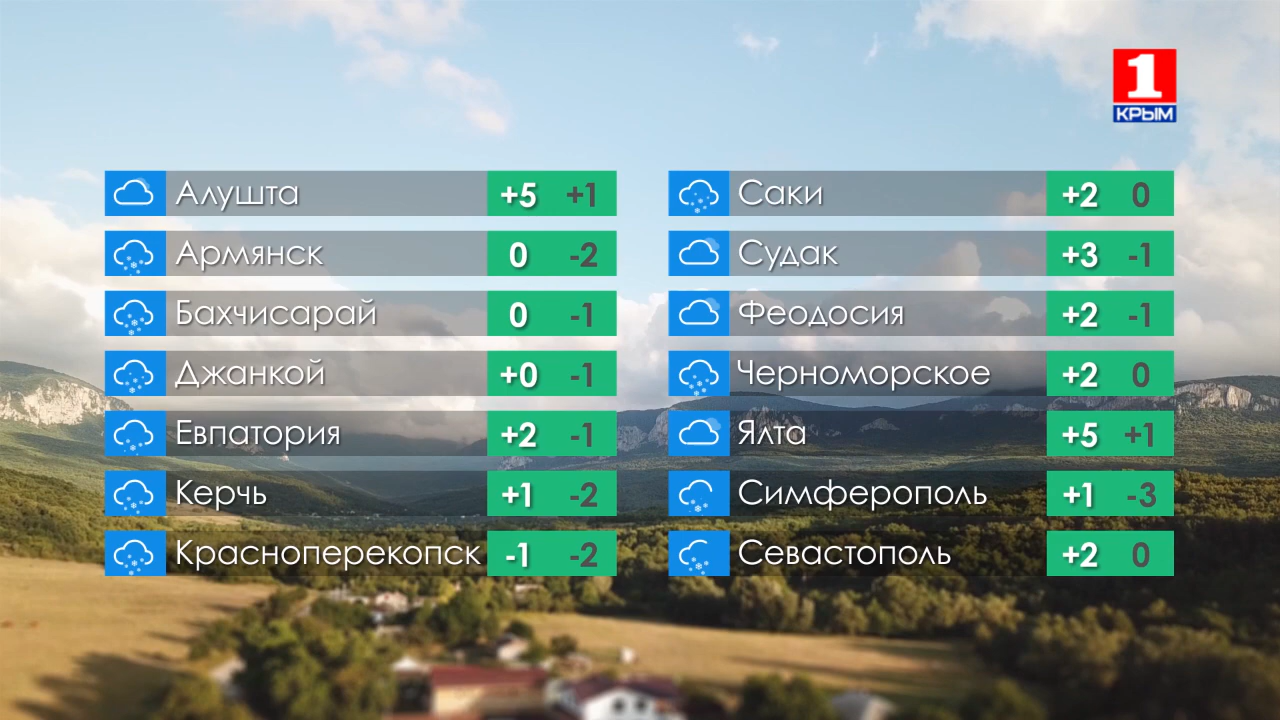 1
КРЫМ
Алушта +5 +1
Армянск 0 -2
Бахчисарай 0 -1
Джанкой +0 -1
Евпатория +2 -1
Керчь +1 -2
Красноперекопск -1 -2
Саки +2 0
Судак +3 -1
Феодосия +2 -1
Черноморское +2 0
Ялта +5 +1
Симферополь +1 -3
Севастополь +2 0